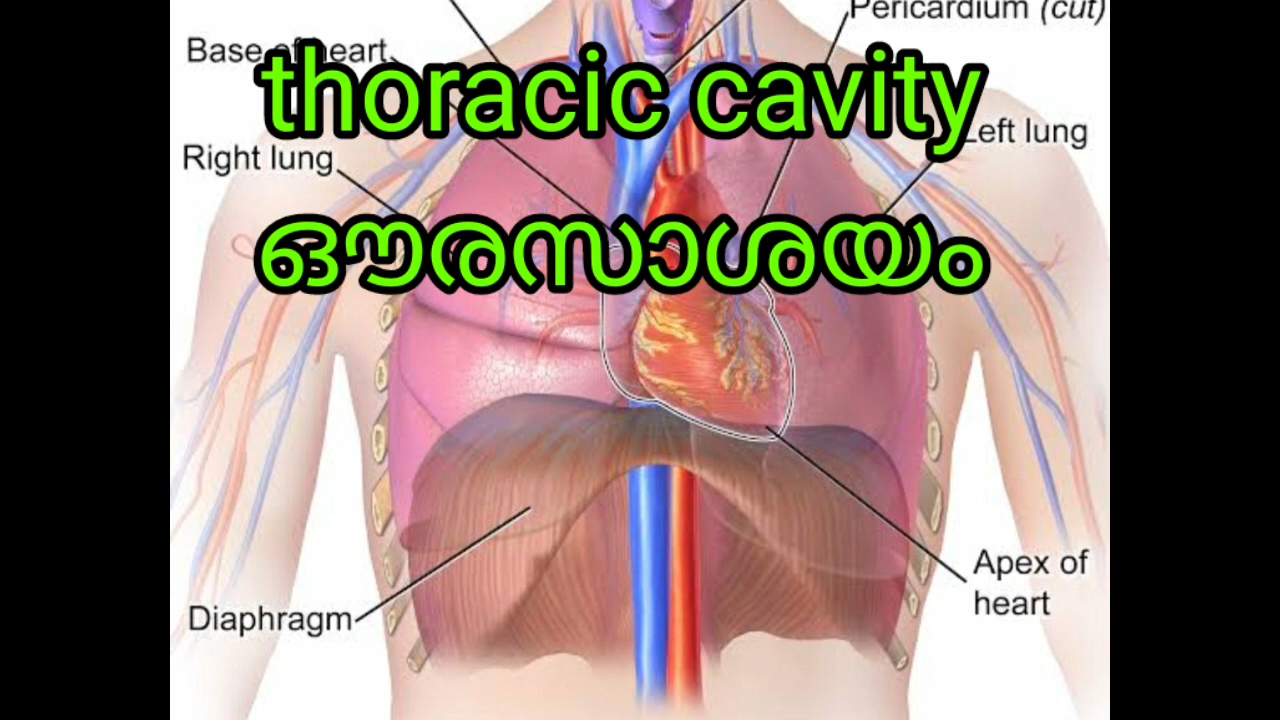 Pericardium (cut)
Base of heart
thoracic cavity
Left lung
Right lung
ഔരസാശയം
Apex of
heart
Diaphragm